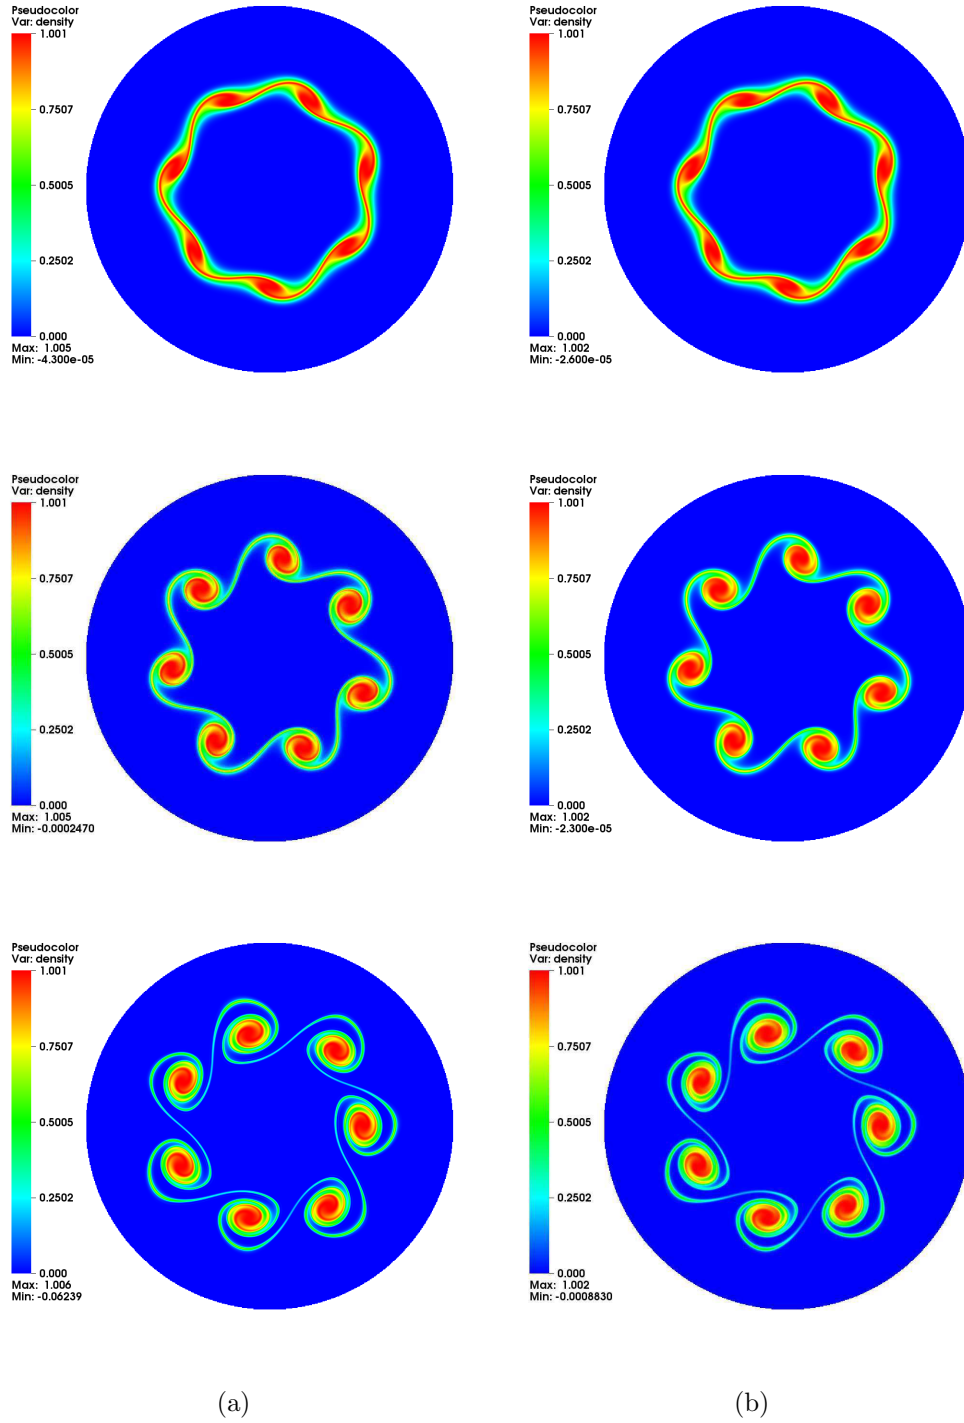 Pseudocolor
Var: density
1.001
0.7507
0.5005
0.2502
0.000
Max: 1.005
Min: -4.300e-05
Pseudocolor
Var: density
1.001
0.7507
0.5005
0.2502
0.000
Max: 1.002
Min: -2.600e-05
Pseudocolor
Var: density
1.001
0.7507
0.5005
0.2502
0.000
Max: 1.005
Min: -0.0002470
Pseudocolor
Var: density
1.001
0.7507
0.5005
0.2502
0.000
Max: 1.002
Min: -2.300e-05
Pseudocolor
Var: density
1.001
0.7507
0.5005
0.2502
0.000
Max: 1.006
Min: -0.06239
Pseudocolor
Var: density
1.001
0.7507
0.5005
0.2502
0.000
Max: 1.002
Min: -0.0008830
(a)
(b)